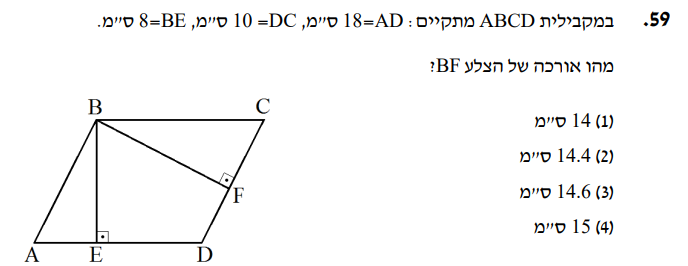 59. במקבילית ABCD מתקיים: AD=18 ס״מ, DC= 10 ס״מ, BE=8 ס״מ.
מהו אורכה של הצלע BF?
(1) 14 ס״מ
(2) 14.4 ס״מ
(3) 14.6 ס״מ
(4) 15 ס״מ
B C
F
A E D